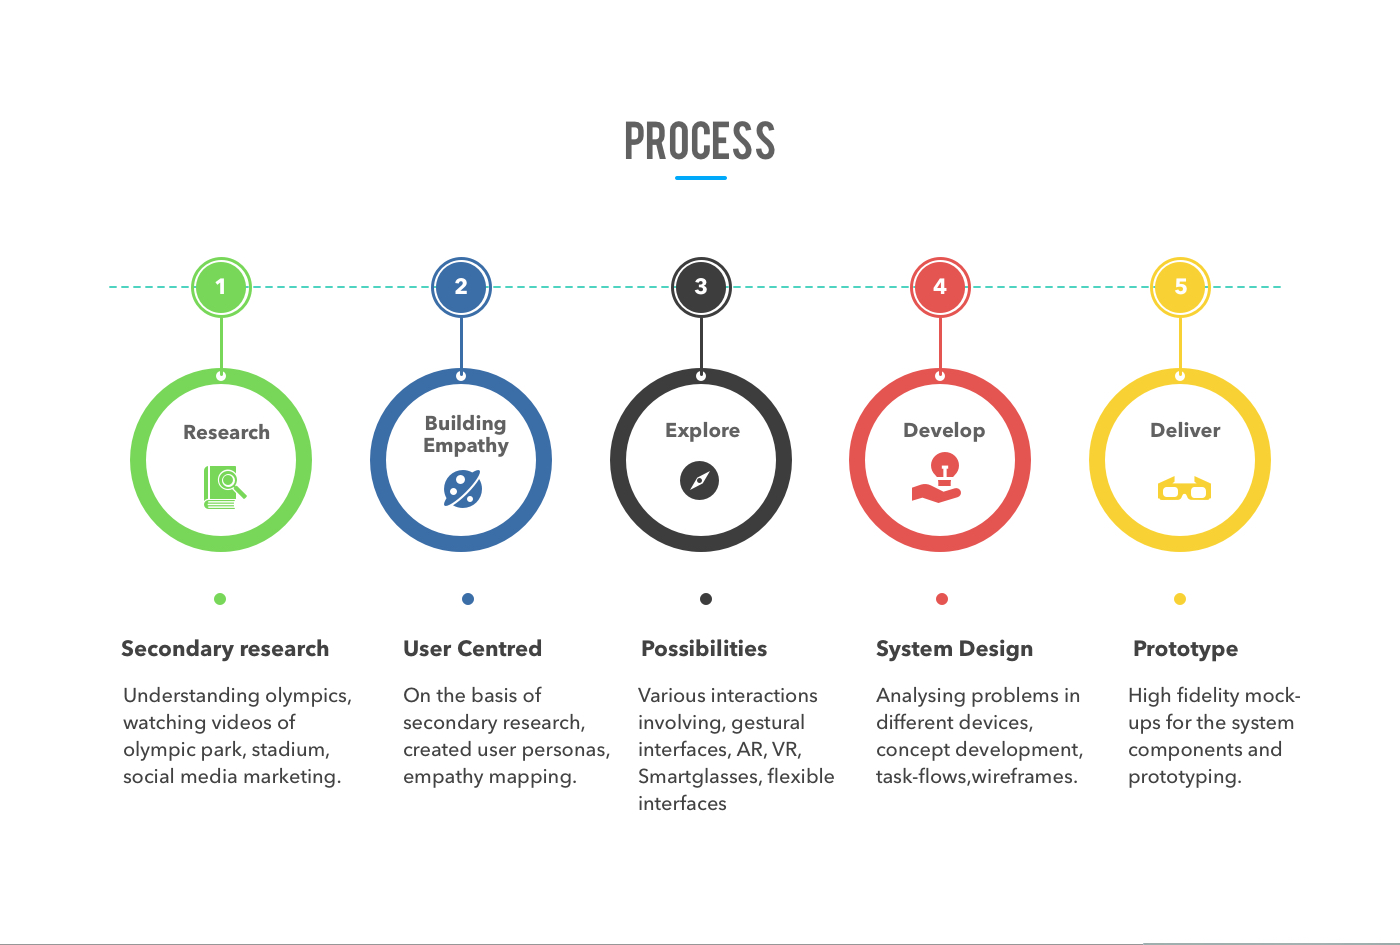 PROCESS
1
2
3
4
5
Research
Building
Empathy
Explore
Develop
Deliver
Secondary research
Understanding olympics,
watching videos of
olympic park, stadium,
social media marketing.
User Centred
On the basis of
secondary research,
created user personas,
empathy mapping.
Possibilities
Various interactions
involving, gestural
interfaces, AR, VR,
Smartglasses, flexible
interfaces
System Design
Analysing problems in
different devices,
concept development,
task-flows,wireframes.
Prototype
High fidelity mock-
ups for the system
components and
prototyping.